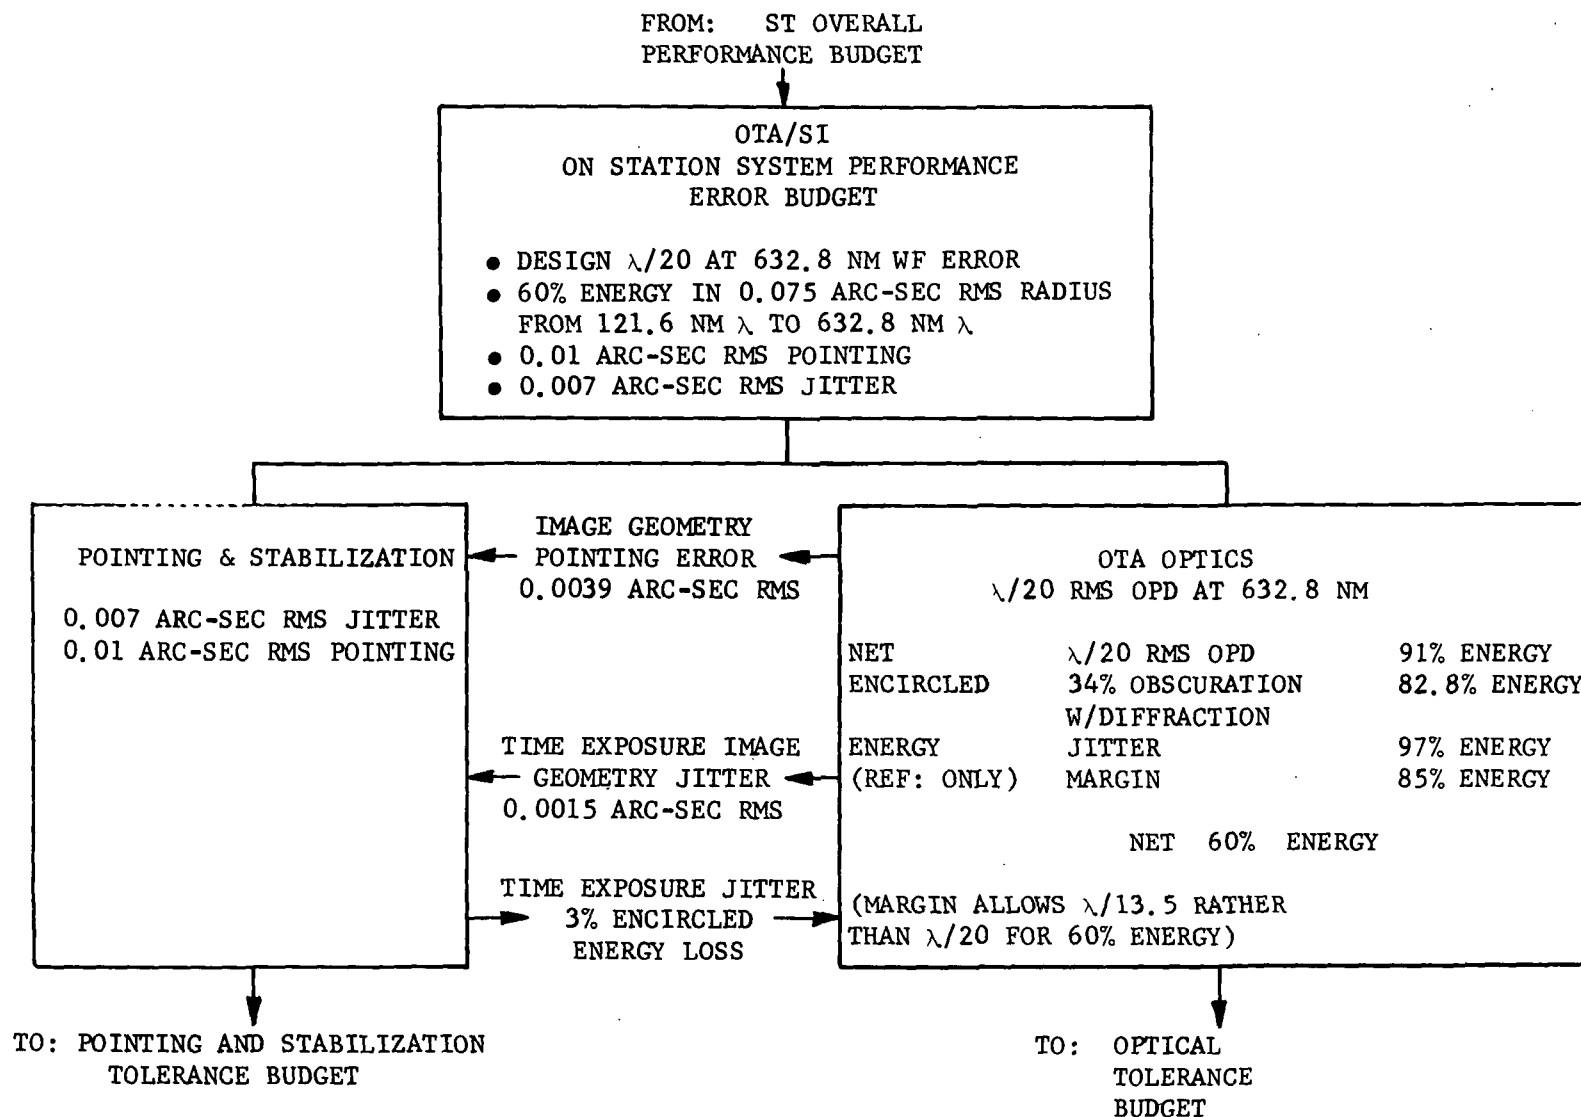 FROM: ST OVERALL
PERFORMANCE BUDGET
OTA/SI
ON STATION SYSTEM PERFORMANCE
ERROR BUDGET
● DESIGN λ/20 AT 632.8 NM WF ERROR
● 60% ENERGY IN 0.075 ARC-SEC RMS RADIUS
FROM 121.6 NM λ TO 632.8 NM λ
● 0.01 ARC-SEC RMS POINTING
● 0.007 ARC-SEC RMS JITTER
POINTING & STABILIZATION
0.007 ARC-SEC RMS JITTER
0.01 ARC-SEC RMS POINTING
IMAGE GEOMETRY
POINTING ERROR
0.0039 ARC-SEC RMS
TIME EXPOSURE IMAGE
GEOMETRY JITTER
0.0015 ARC-SEC RMS
TIME EXPOSURE JITTER
3% ENCIRCLED
ENERGY LOSS
OTA OPTICS
λ/20 RMS OPD AT 632.8 NM
NET λ/20 RMS OPD 91% ENERGY
ENCIRCLED 34% OBSCURATION 82.8% ENERGY
W/DIFFRACTION
ENERGY JITTER 97% ENERGY
(REF: ONLY) MARGIN 85% ENERGY
NET 60% ENERGY
(MARGIN ALLOWS λ/13.5 RATHER
THAN λ/20 FOR 60% ENERGY)
TO: POINTING AND STABILIZATION
TOLERANCE BUDGET
TO: OPTICAL
TOLERANCE
BUDGET